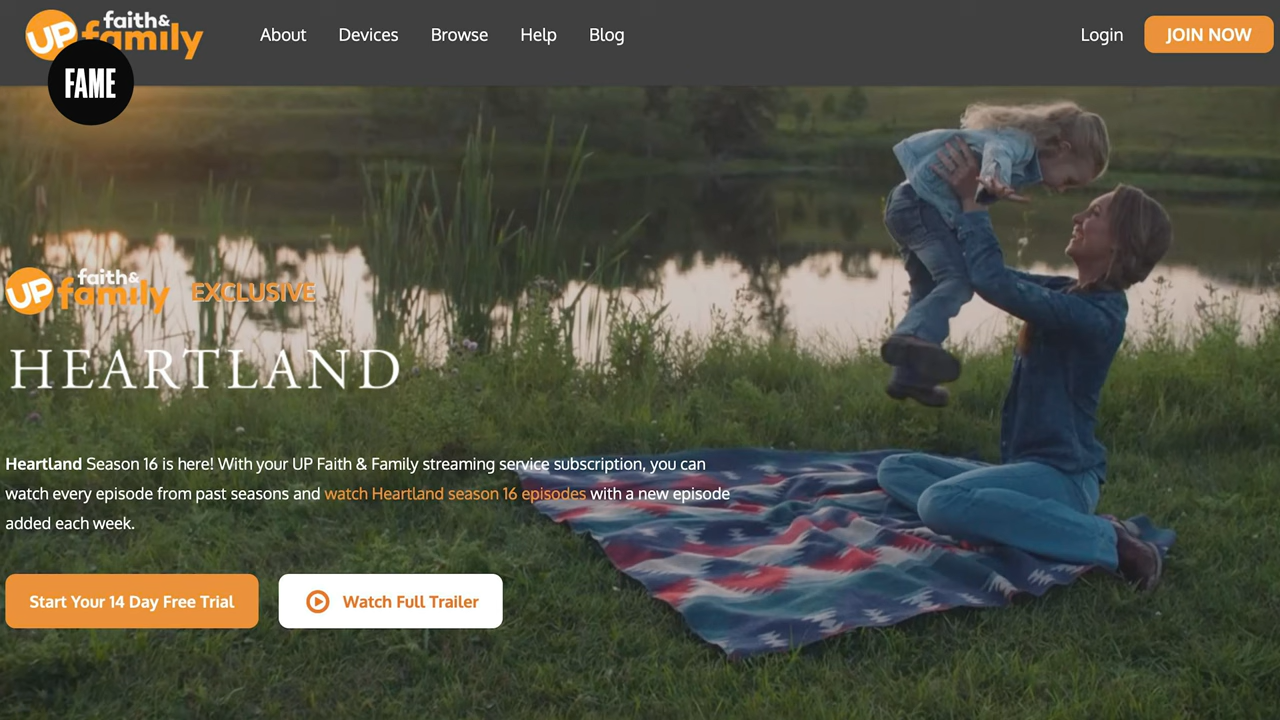 UP faith& family
About Devices Browse Help Blog Login JOIN NOW
FAME
UP faith& family EXCLUSIVE
HEARTLAND
Heartland Season 16 is here! With your UP Faith & Family streaming service subscription, you can
watch every episode from past seasons and watch Heartland season 16 episodes with a new episode
added each week.
Start Your 14 Day Free Trial Watch Full Trailer